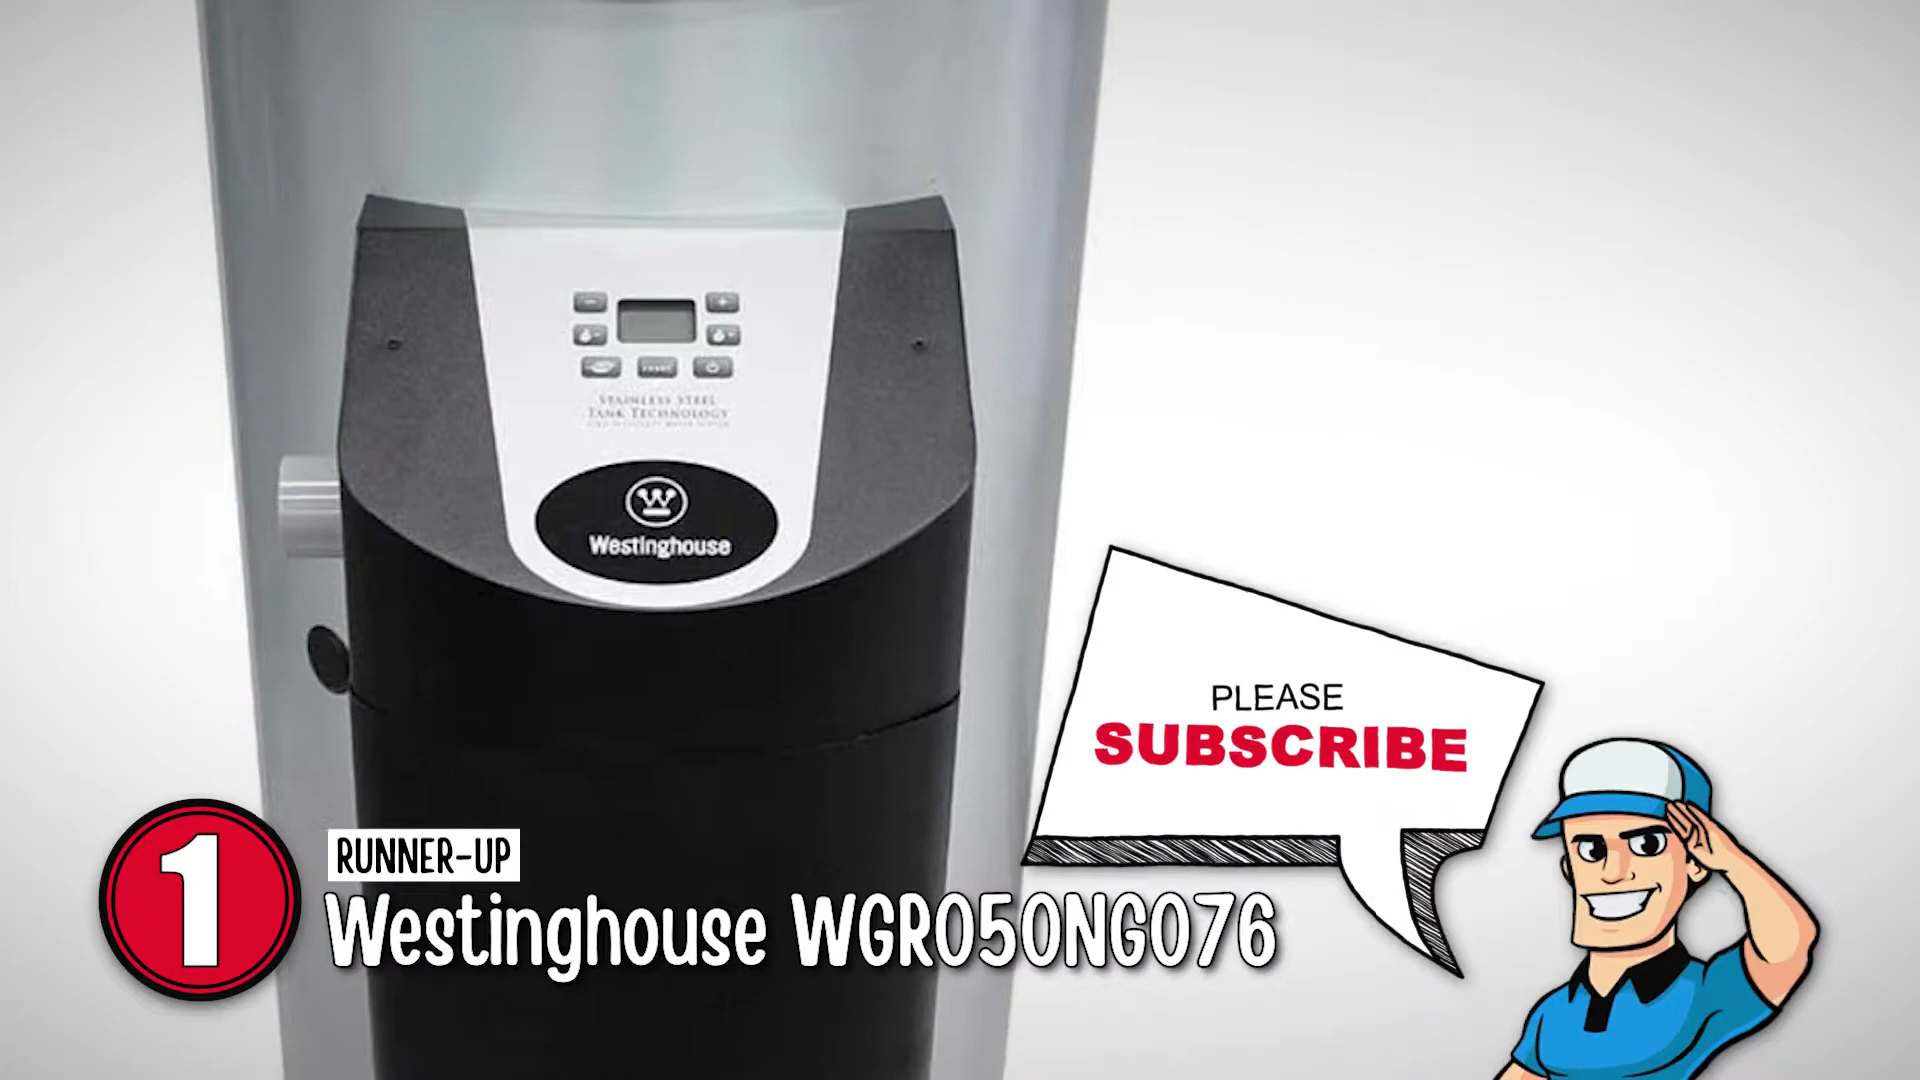 STAINLESS STEEL
TANK TECHNOLOGY
Westinghouse
PLEASE
SUBSCRIBE
1
RUNNER-UP
Westinghouse WGR050NG076